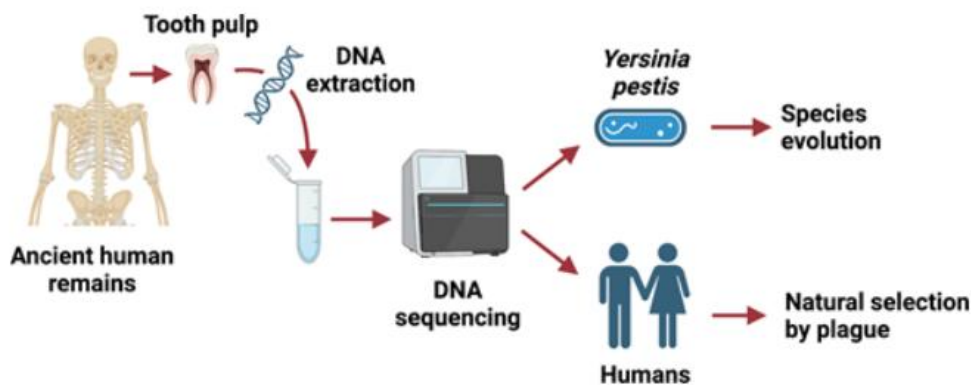 Tooth pulp
DNA
extraction
Yersinia
pestis
Species
evolution
Ancient human
remains
DNA
sequencing
Natural selection
by plague
Humans